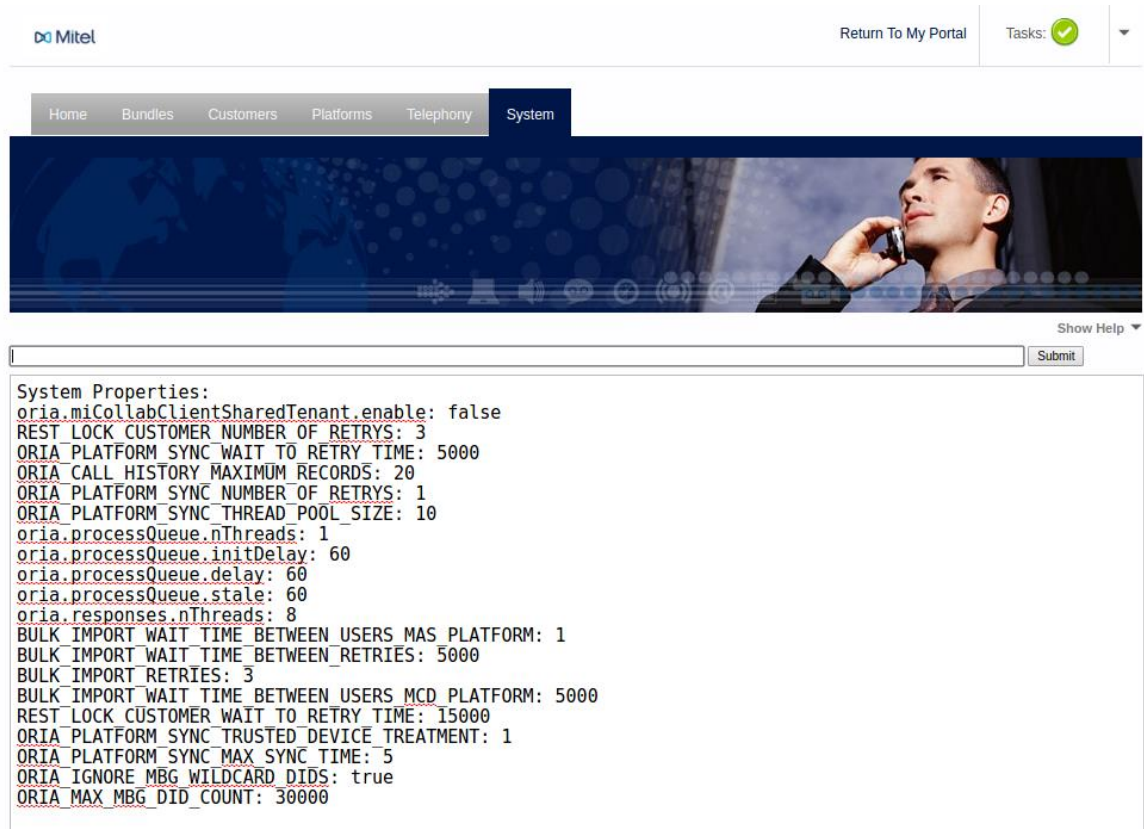 Mitel
Return To My Portal
Tasks:
Home
Bundles
Customers
Platforms
Telephony
System
Show Help
Submit
System Properties:
oria.miCollabClientSharedTenant.enable: false
REST_LOCK_CUSTOMER_NUMBER_OF_RETRYS: 3
ORIA_PLATFORM_SYNC_WAIT_TO_RETRY_TIME: 5000
ORIA_CALL_HISTORY_MAXIMUM_RECORDS: 20
ORIA_PLATFORM_SYNC_NUMBER_OF_RETRYS: 1
ORIA_PLATFORM_SYNC_THREAD_POOL_SIZE: 10
oria.processQueue.nThreads: 1
oria.processQueue.initDelay: 60
oria.processQueue.delay: 60
oria.processQueue.stale: 60
oria.responses.nThreads: 8
BULK_IMPORT_WAIT_TIME_BETWEEN_USERS_MAS_PLATFORM: 1
BULK_IMPORT_WAIT_TIME_BETWEEN_RETRIES: 5000
BULK_IMPORT_RETRIES: 3
BULK_IMPORT_WAIT_TIME_BETWEEN_USERS_MCD_PLATFORM: 5000
REST_LOCK_CUSTOMER_WAIT_TO_RETRY_TIME: 15000
ORIA_PLATFORM_SYNC_TRUSTED_DEVICE_TREATMENT: 1
ORIA_PLATFORM_SYNC_MAX_SYNC_TIME: 5
ORIA_IGNORE_MBG_WILDCARD_DIDS: true
ORIA_MAX_MBG_DID_COUNT: 30000